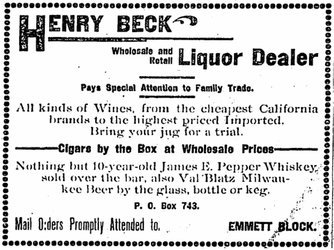 HENRY BECK
Wholesale and
Retail Liquor Dealer
Pays Special Attention to Family Trade.
All kinds of Wines, from the cheapest California
brands to the highest priced Imported.
Bring your jug for a trial.
Cigars by the Box at Wholesale Prices
Nothing but 10-year-old James E. Pepper Whiskey
sold over the bar, also Val Blatz Milwau-
kee Beer by the glass, bottle or keg.
P. O. Box 743.
Mail Orders Promptly Attended to. EMMETT BLOCK.